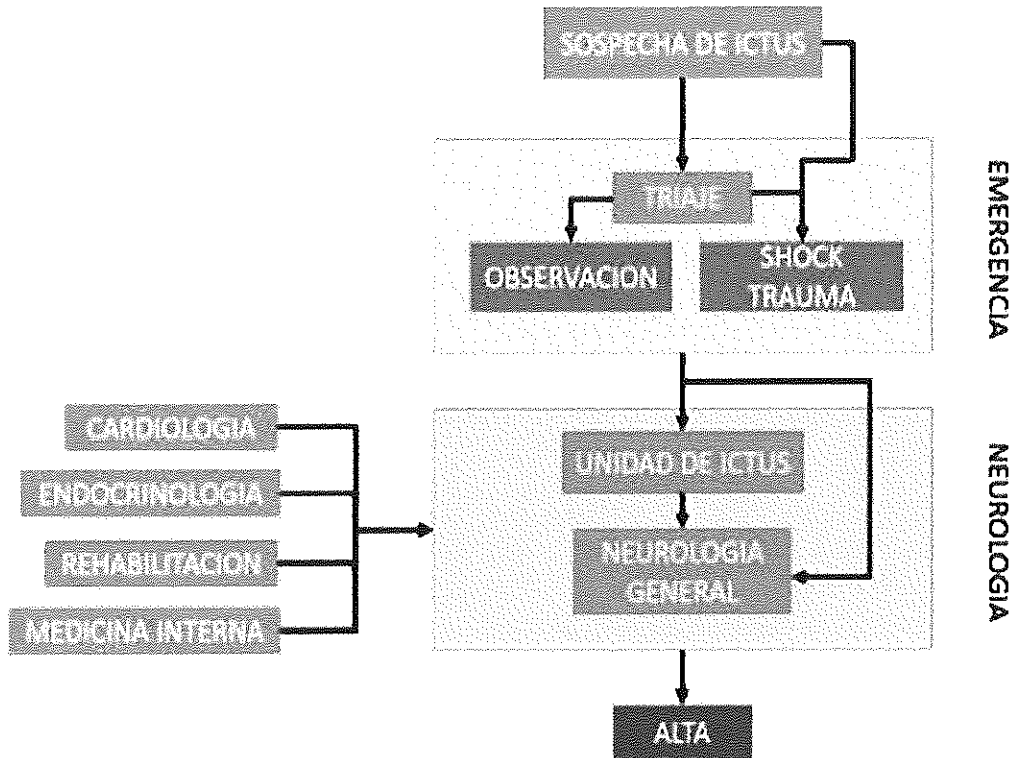 SOSPECHA DE ICTUS
TRIAJE
OBSERVACION
SHOCK
TRAUMA
EMERGENCIA
CARDIOLOGIA
ENDOCRINOLOGIA
REHABILITACION
MEDICINA INTERNA
UNIDAD DE ICTUS
NEUROLOGIA
GENERAL
NEUROLOGIA
ALTA